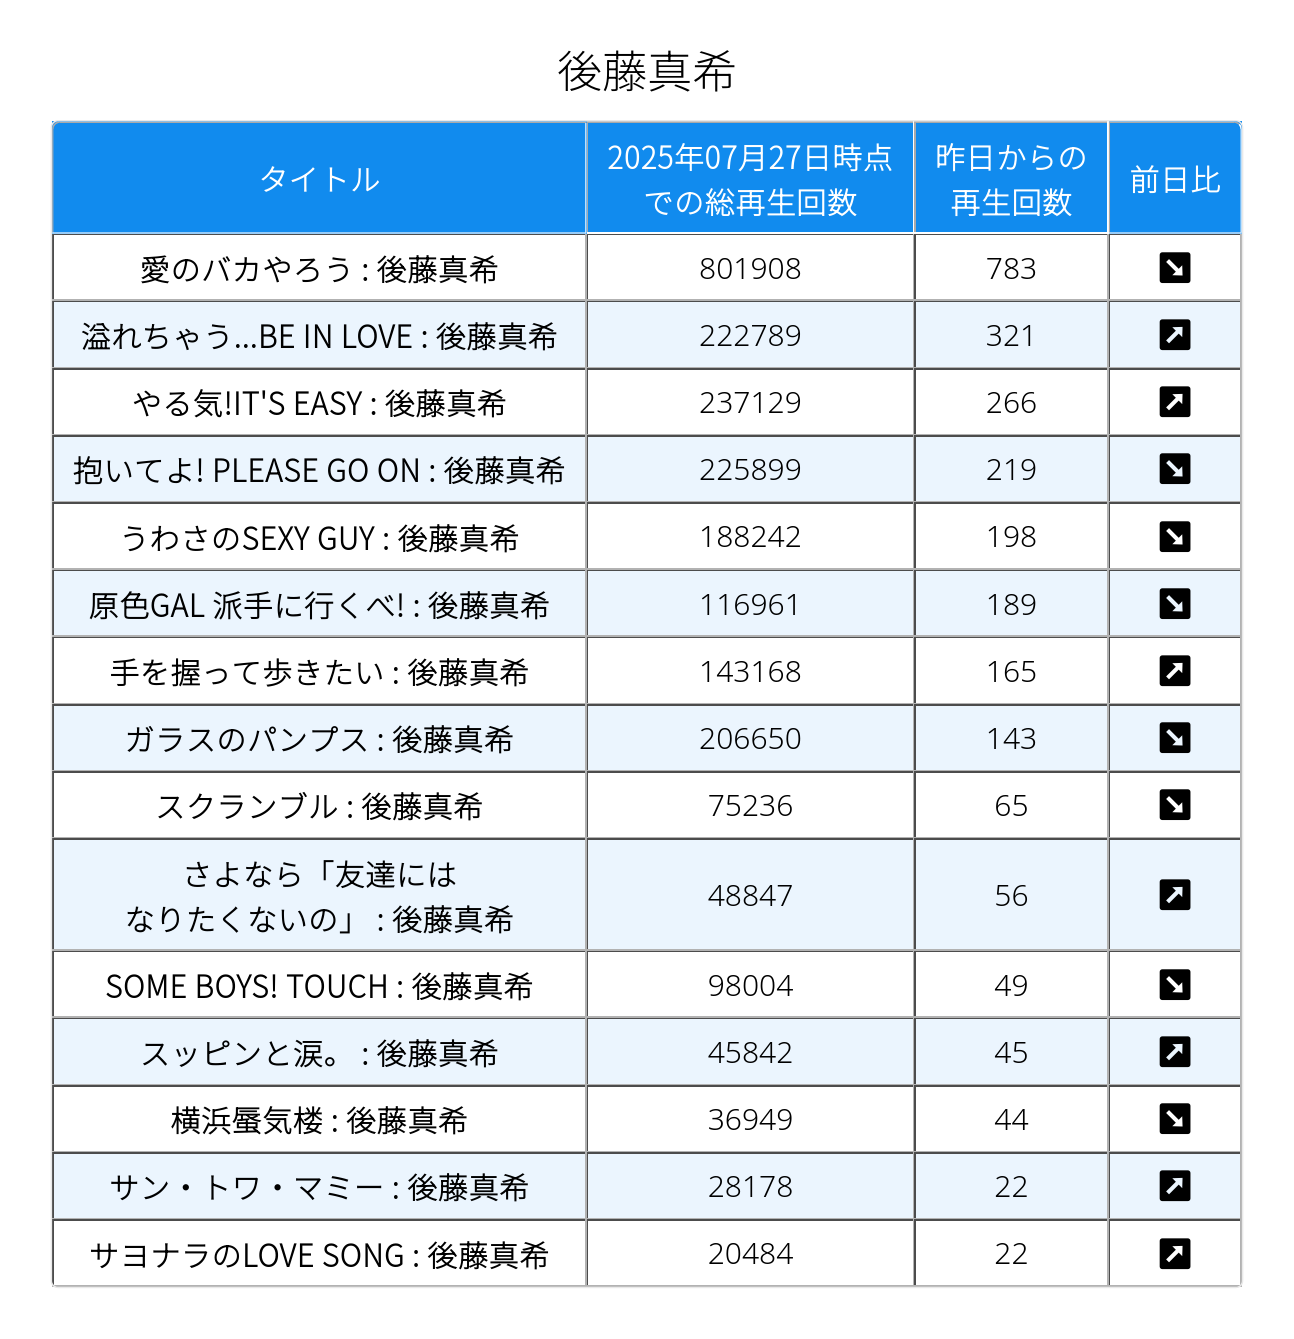 後藤真希
タイトル
2025年07月27日時点
での総再生回数
昨日からの
再生回数
前日比
愛のバカやろう : 後藤真希 801908 783
溢れちゃう...BE IN LOVE : 後藤真希 222789 321
やる気!IT'S EASY : 後藤真希 237129 266
抱いてよ! PLEASE GO ON : 後藤真希 225899 219
うわさのSEXY GUY : 後藤真希 188242 198
原色GAL 派手に行くべ! : 後藤真希 116961 189
手を握って歩きたい : 後藤真希 143168 165
ガラスのパンプス : 後藤真希 206650 143
スクランブル : 後藤真希 75236 65
さよなら「友達には
なりたくないの」 : 後藤真希 48847 56
SOME BOYS! TOUCH : 後藤真希 98004 49
スッピンと涙。 : 後藤真希 45842 45
横浜蜃気楼 : 後藤真希 36949 44
サン・トワ・マミー : 後藤真希 28178 22
サヨナラのLOVE SONG : 後藤真希 20484 22